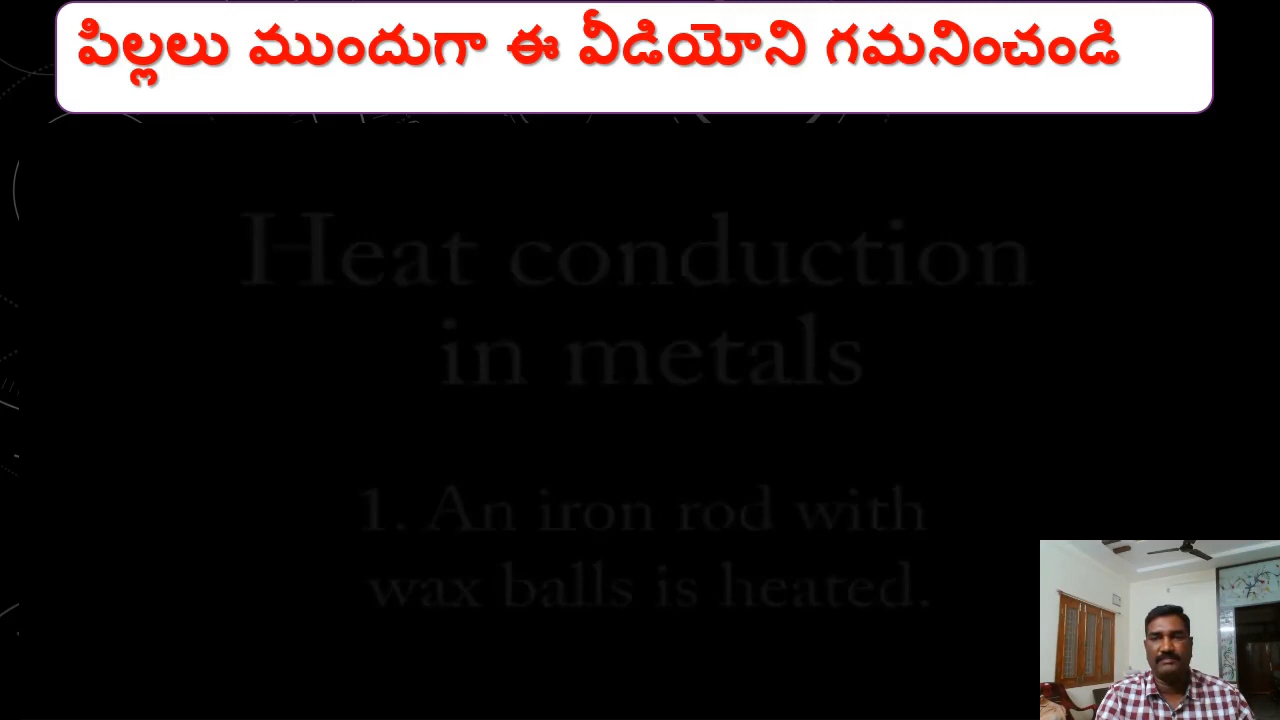 పిల్లలు ముందుగా ఈ వీడియోని గమనించండి
Heat conduction
in metals
1. An iron rod with
wax balls is heated.